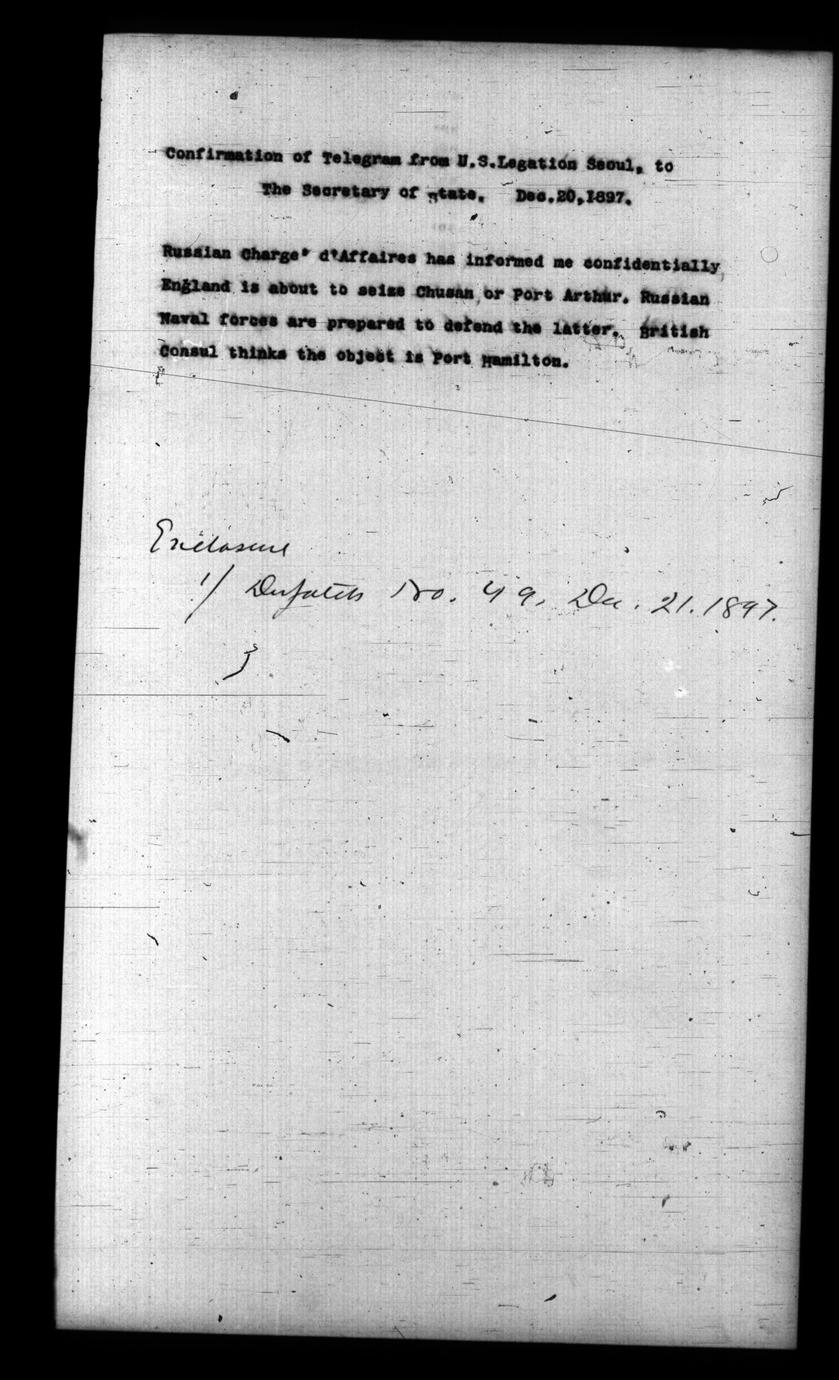 Confirmation of Telegram from U.S.Legation Seoul, to
The Secretary of State. Dec.20,1897.
Russian Charge' d'Affaires has informed me confidentially
England is about to seize Chusan, or Port Arthur. Russian
Naval forces are prepared to defend the latter. British
Consul thinks the object is Port Hamilton.
Enclosure
1/ Dispatch No. 49, Dec. 21. 1897.